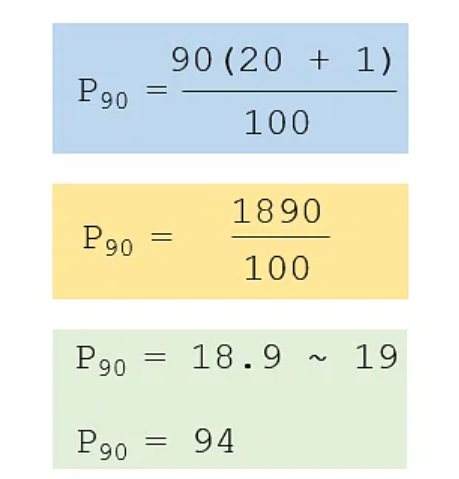 P₉₀ = 90(20 + 1)
100
P₉₀ = 1890
100
P₉₀ = 18.9 ~ 19
P₉₀ = 94